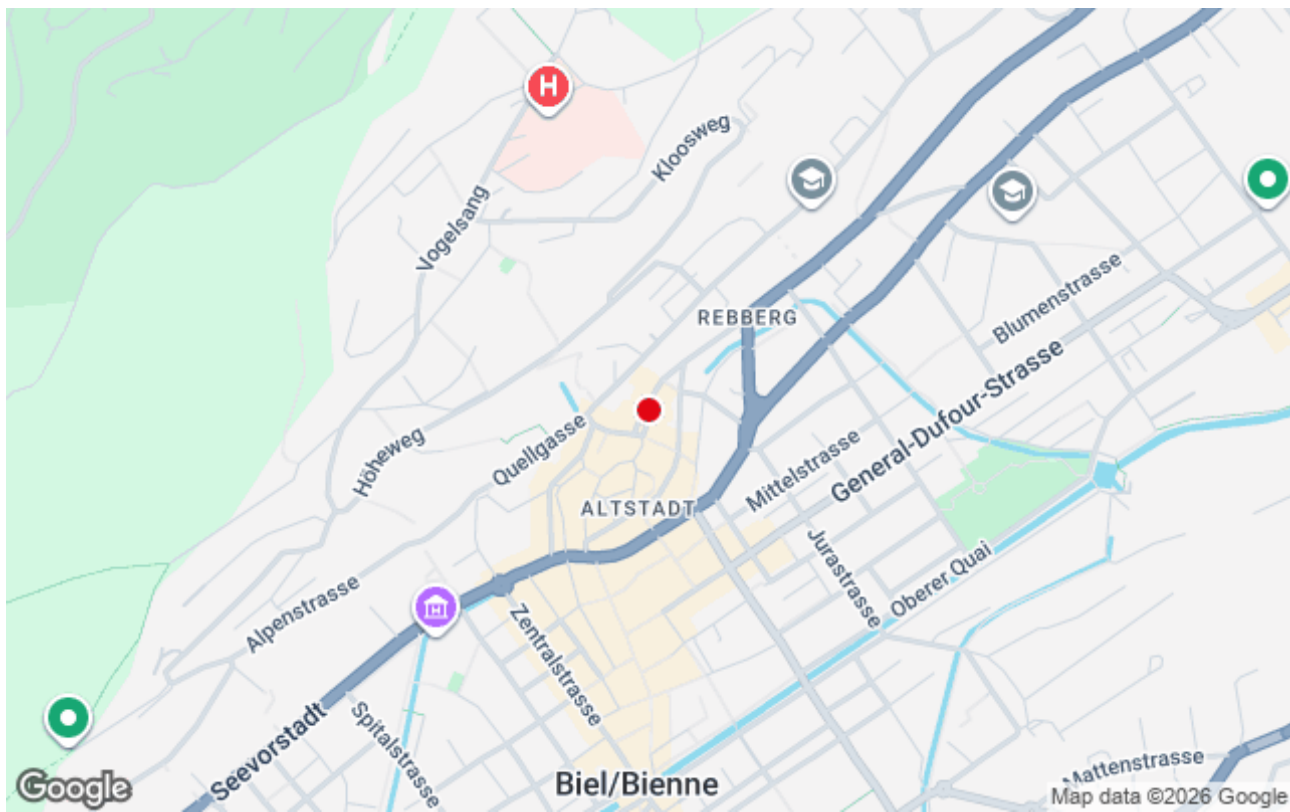 H
Kloosweg
Vogelsang
REBBERG
Blumenstrasse
General-Dufour-Strasse
Höheweg
Quellgasse
Mittelstrasse
ALTSTADT
Jurastrasse
Oberer Quai
Alpenstrasse
Zentralstrasse
Seevorstadt
Spitalstrasse
Mattenstrasse
Biel/Bienne
Google
Map data ©2026 Google